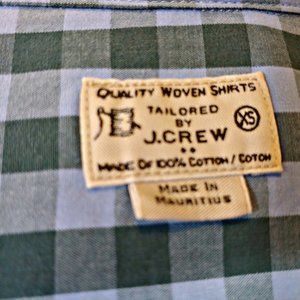 QUALITY WOVEN SHIRTS
TAILORED
BY
J.CREW
XS
MADE OF 100% COTTON / COTON
MADE IN
MAURITIUS